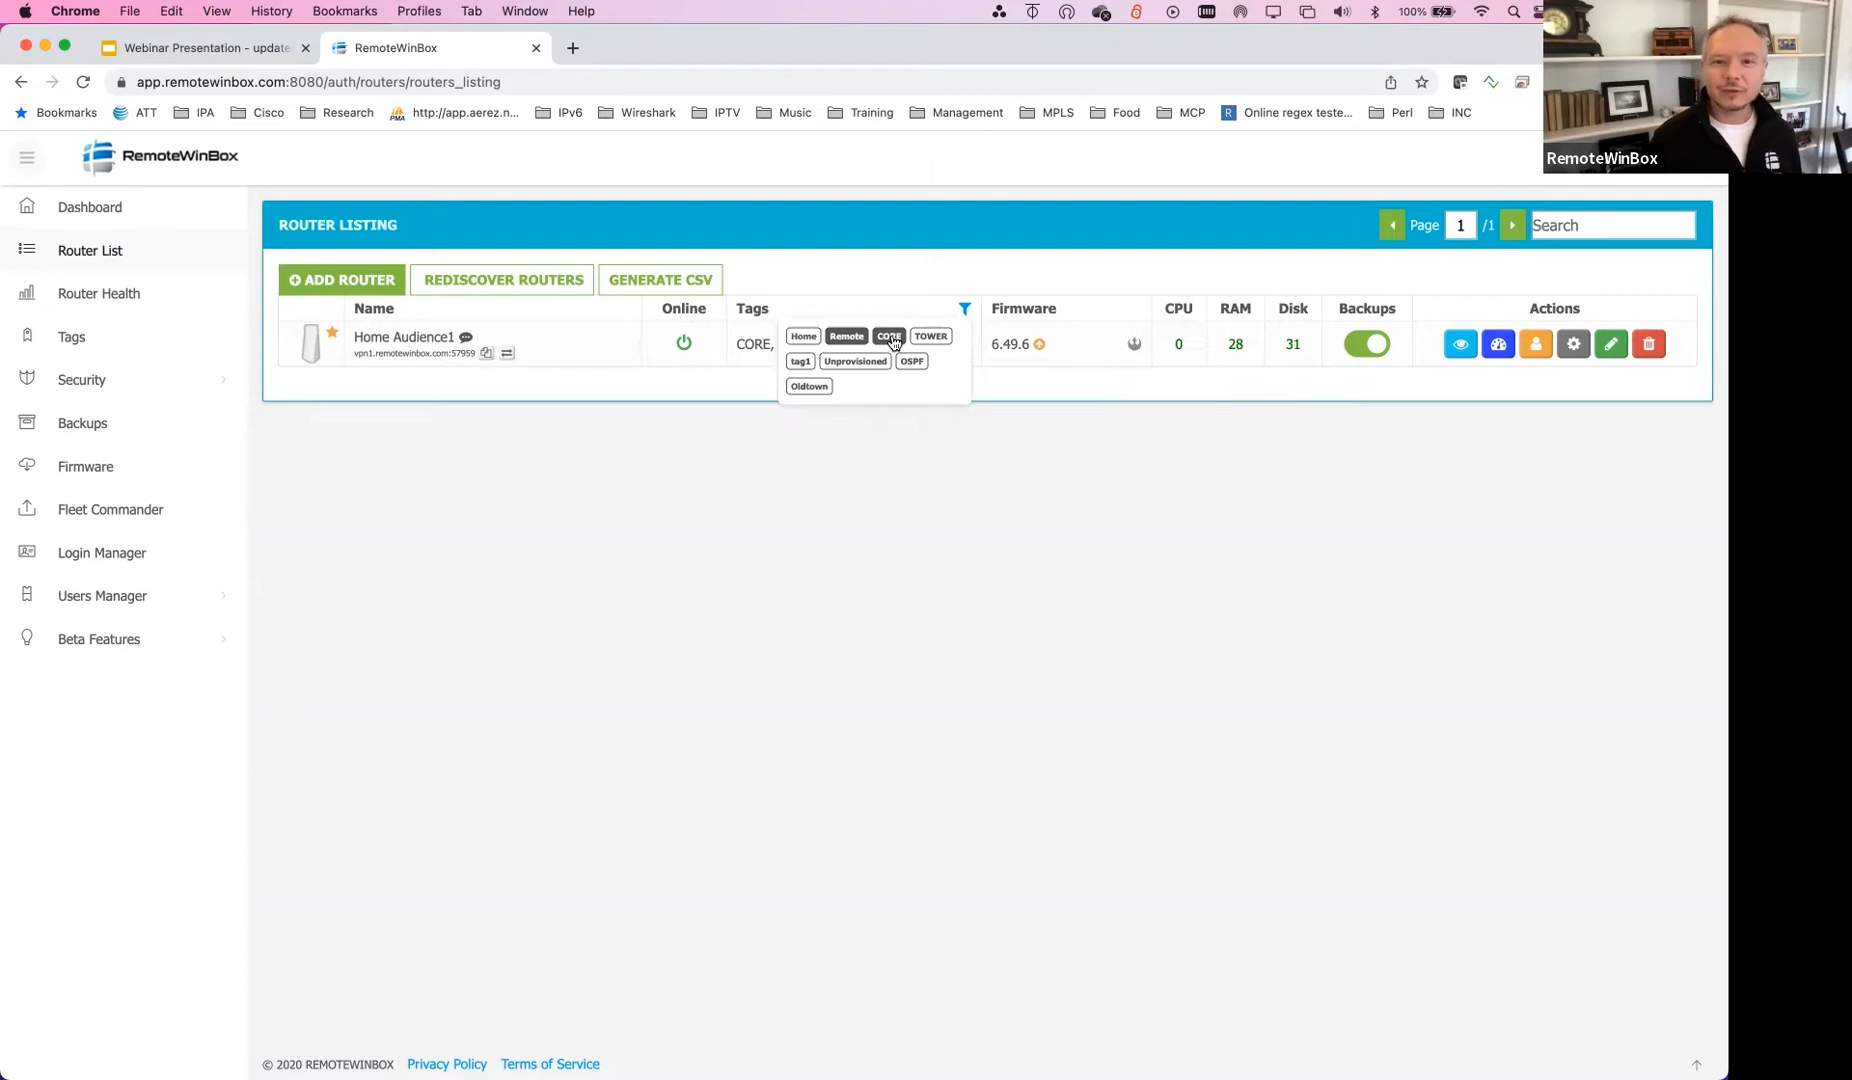 Chrome File Edit View History Bookmarks Profiles Tab Window Help 100%
Webinar Presentation - update
RemoteWinBox
app.remotewinbox.com:8080/auth/routers/routers_listing
Bookmarks ATT IPA Cisco Research http://app.aerez.n... IPv6 Wireshark IPTV Music Training Management MPLS Food MCP Online regex teste... Perl INC
RemoteWinBox
RemoteWinBox
Dashboard
Router List
Router Health
Tags
Security
Backups
Firmware
Fleet Commander
Login Manager
Users Manager
Beta Features
ROUTER LISTING
Page 1 /1 Search
ADD ROUTER REDISCOVER ROUTERS GENERATE CSV
Name Online Tags Firmware CPU RAM Disk Backups Actions
Home Audience1
vpn1.remotewinbox.com:57959
CORE,
Home Remote CORE TOWER
tag1 Unprovisioned OSPF
Oldtown
6.49.6 0 28 31
© 2020 REMOTEWINBOX Privacy Policy Terms of Service